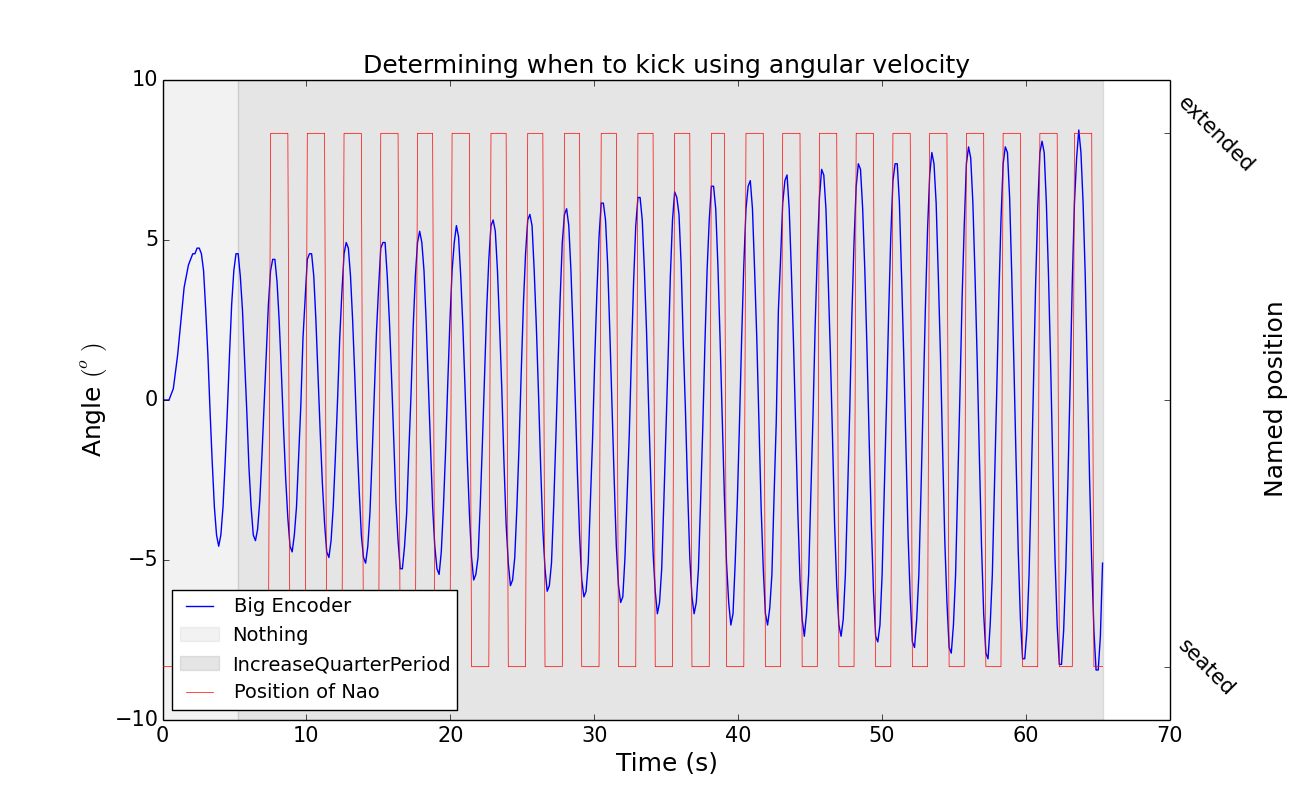 Determining when to kick using angular velocity
10
5
0
−5
−10
Angle (o)
0 10 20 30 40 50 60 70
Time (s)
extended
seated
Named position
Big Encoder
Nothing
IncreaseQuarterPeriod
Position of Nao